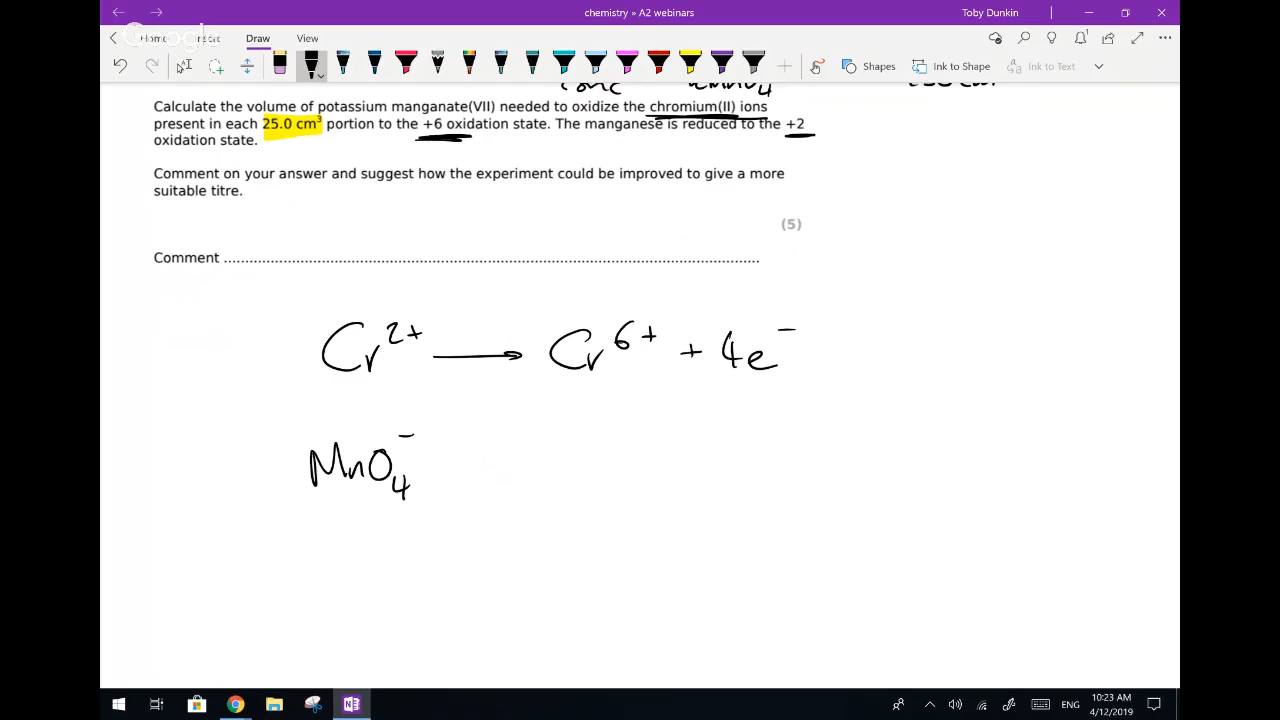 chemistry » A2 webinars
Toby Dunkin
Google
Home
Insert
Draw
View
Shapes
Ink to Shape
Ink to Text
Calculate the volume of potassium manganate(VII) needed to oxidize the chromium(II) ions
present in each 25.0 cm³ portion to the +6 oxidation state. The manganese is reduced to the +2
oxidation state.
Comment on your answer and suggest how the experiment could be improved to give a more
suitable titre.
(5)
Comment ........................................................................................................................
Cr²⁺ ⟶ Cr⁶⁺ + 4e⁻
MnO₄⁻
ENG
10:23 AM
4/12/2019